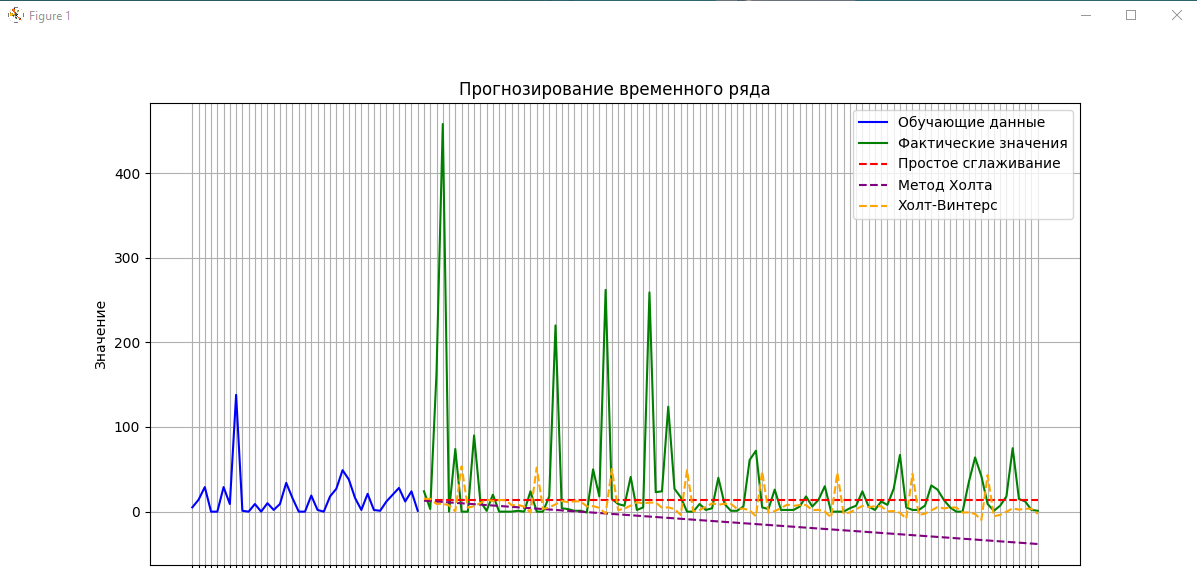 Figure 1
Прогнозирование временного ряда
Обучающие данные
Фактические значения
Простое сглаживание
Метод Холта
Холт-Винтерс
Значение
400
300
200
100
0